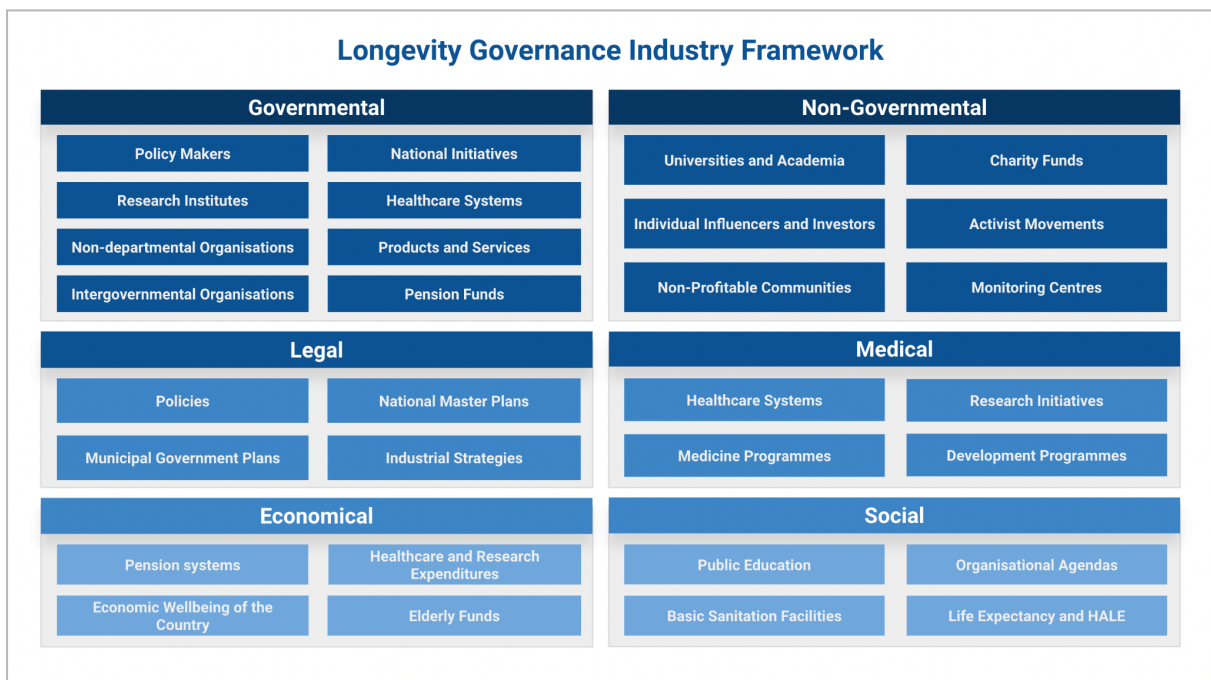 Longevity Governance Industry Framework
Governmental
Policy Makers
National Initiatives
Research Institutes
Healthcare Systems
Non-departmental Organisations
Products and Services
Intergovernmental Organisations
Pension Funds
Non-Governmental
Universities and Academia
Charity Funds
Individual Influencers and Investors
Activist Movements
Non-Profitable Communities
Monitoring Centres
Legal
Policies
National Master Plans
Municipal Government Plans
Industrial Strategies
Medical
Healthcare Systems
Research Initiatives
Medicine Programmes
Development Programmes
Economical
Pension systems
Healthcare and Research
Expenditures
Economic Wellbeing of the
Country
Elderly Funds
Social
Public Education
Organisational Agendas
Basic Sanitation Facilities
Life Expectancy and HALE